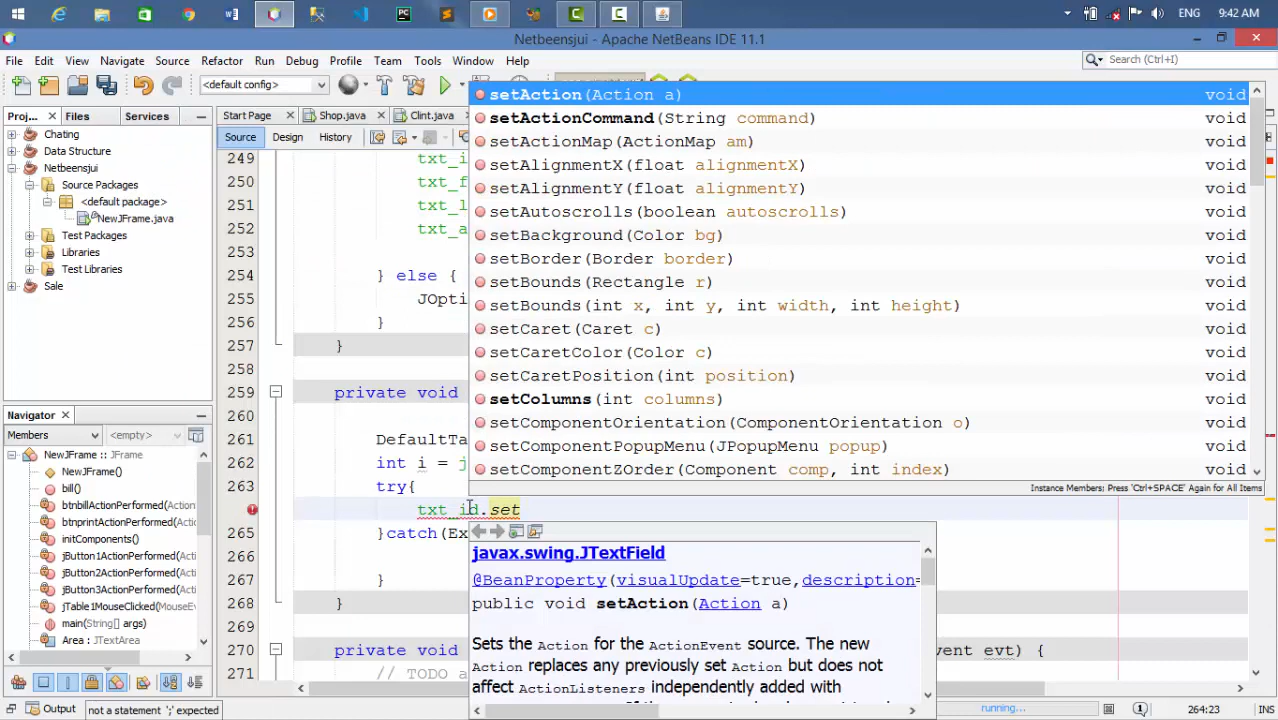 ENG 9:42 AM
Netbeensjui - Apache NetBeans IDE 11.1
File Edit View Navigate Source Refactor Run Debug Profile Team Tools Window Help
Search (Ctrl+I)
<default config>
Proj... Files Services
Start Page Shop.java Clint.java
Source Design History
Chating
Data Structure
Netbeensjui
Source Packages
<default package>
NewJFrame.java
Test Packages
Libraries
Test Libraries
Sale
Navigator
Members <empty>
NewJFrame :: JFrame
NewJFrame()
bill()
btnbillActionPerformed(Action
btnprintActionPerformed(Acti
initComponents()
jButton1ActionPerformed(Acti
jButton2ActionPerformed(Acti
jButton3ActionPerformed(Acti
jTable1MouseClicked(MouseEv
main(String[] args)
Area : JTextArea
249 txt_i
250 txt_f
251 txt_l
252 txt_a
253
254 } else {
255 JOpti
256 }
257 }
258
259 private void
260
261 DefaultTa
262 int i = j
263 try{
txt_id.set
265 }catch(Ex
266
267 }
268 }
269
270 private void
evt) {
271 // TODO a
setAction(Action a) void
setActionCommand(String command) void
setActionMap(ActionMap am) void
setAlignmentX(float alignmentX) void
setAlignmentY(float alignmentY) void
setAutoscrolls(boolean autoscrolls) void
setBackground(Color bg) void
setBorder(Border border) void
setBounds(Rectangle r) void
setBounds(int x, int y, int width, int height) void
setCaret(Caret c) void
setCaretColor(Color c) void
setCaretPosition(int position) void
setColumns(int columns) void
setComponentOrientation(ComponentOrientation o) void
setComponentPopupMenu(JPopupMenu popup) void
setComponentZOrder(Component comp, int index) void
Instance Members; Press 'Ctrl+SPACE' Again for All Items
javax.swing.JTextField
@BeanProperty(visualUpdate=true,description=
public void setAction(Action a)
Sets the Action for the ActionEvent source. The new
Action replaces any previously set Action but does not
affect ActionListeners independently added with
Output not a statement ';' expected running... 264:23 INS